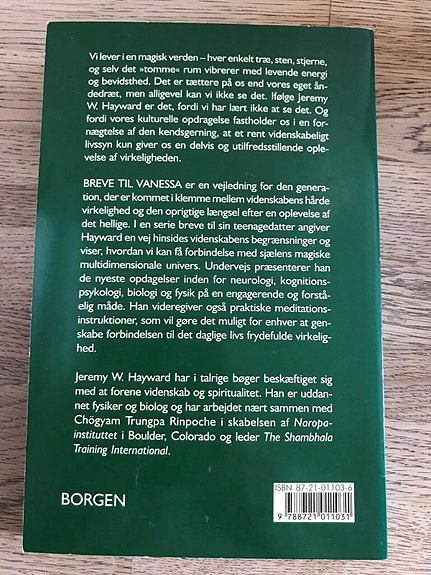 Vi lever i en magisk verden – hver enkelt træ, sten, stjerne,
og selv det »tomme« rum vibrerer med levende energi
og bevidsthed. Det er tættere på os end vores eget ån-
dedræt, men alligevel kan vi ikke se det. Ifølge Jeremy
W. Hayward er det, fordi vi har lært ikke at se det. Og
fordi vores kulturelle opdragelse fastholder os i en for-
nægtelse af den kendsgerning, at et rent videnskabeligt
livssyn kun giver os en delvis og utilfredsstillende ople-
velse af virkeligheden.
BREVE TIL VANESSA er en vejledning for den genera-
tion, der er kommet i klemme mellem videnskabens hårde
virkelighed og den oprigtige længsel efter en oplevelse af
det hellige. I en serie breve til sin teenagedatter angiver
Hayward en vej hinsides videnskabens begrænsninger og
viser, hvordan vi kan få forbindelse med sjælens magiske
multidimensionale univers. Undervejs præsenterer han
de nyeste opdagelser inden for neurologi, kognitions-
psykologi, biologi og fysik på en engagerende og forstå-
elig måde. Han videregiver også praktiske meditations-
instruktioner, som vil gøre det muligt for enhver at gen-
skabe forbindelsen til det daglige livs frydefulde virkelig-
hed.
Jeremy W. Hayward har i talrige bøger beskæftiget sig
med at forene videnskab og spiritualitet. Han er uddan-
net fysiker og biolog og har arbejdet nært sammen med
Chögyam Trungpa Rinpoche i skabelsen af Naropa-
instituttet i Boulder, Colorado og leder The Shambhala
Training International.
ISBN 87-21-01103-6
BORGEN
9 788721 011031